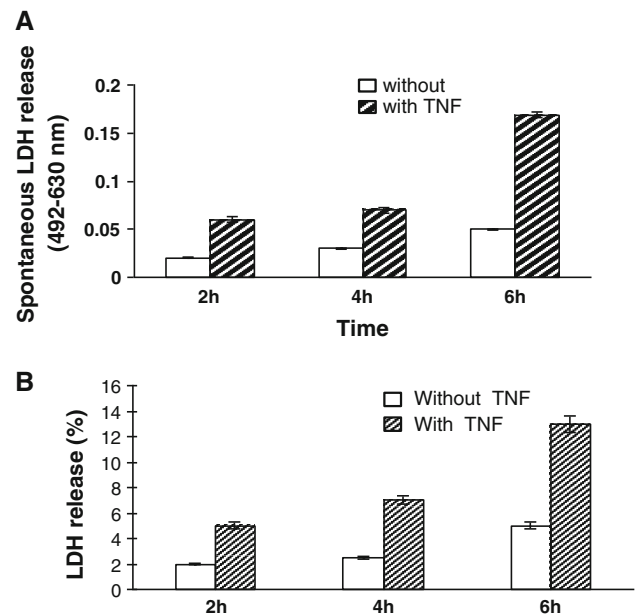 A
Spontaneous LDH release
(492-630 nm)
0.2
0.15
0.1
0.05
0
without
with TNF
2h
4h
6h
Time
B
LDH release (%)
16
14
12
10
8
6
4
2
0
Without TNF
With TNF
2h
4h
6h